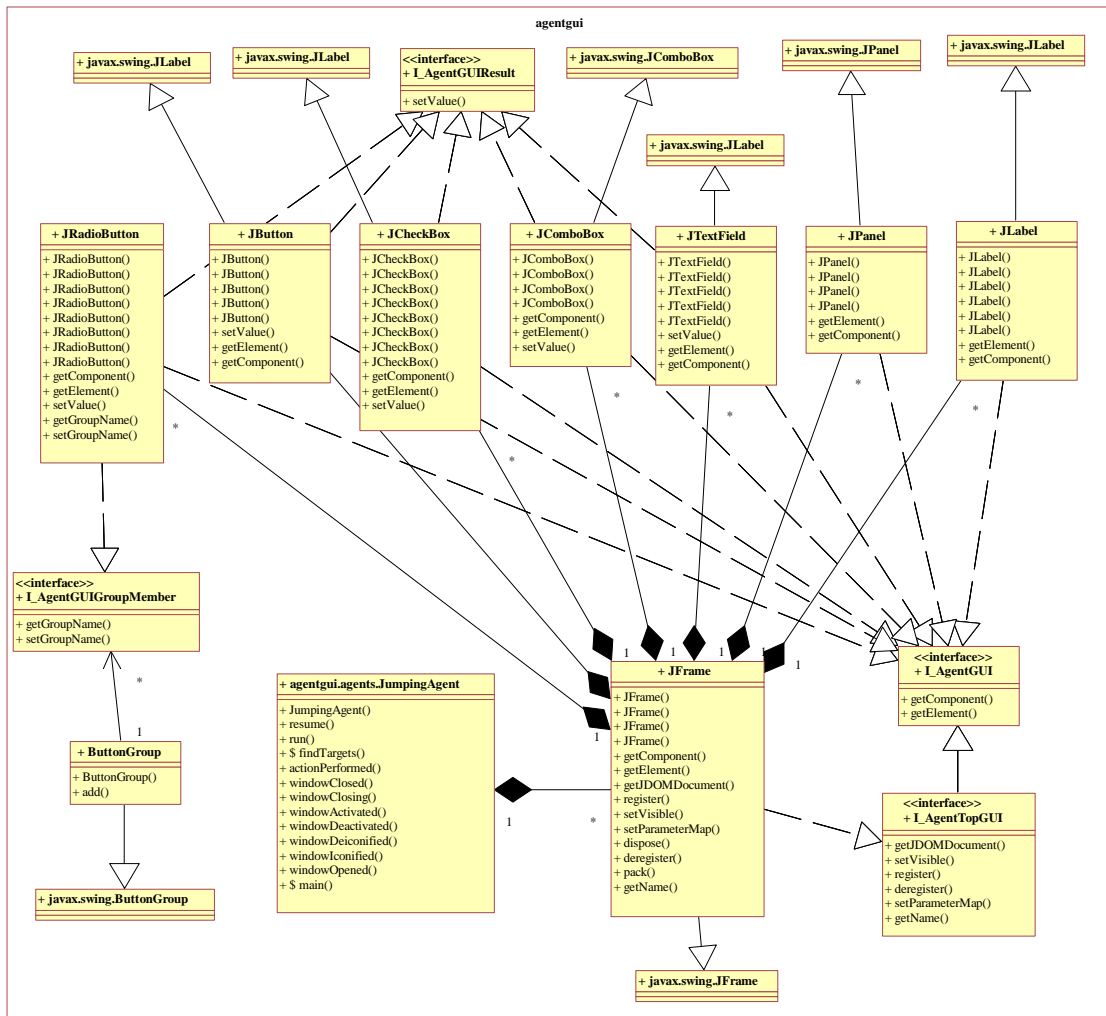 agentgui
+ javax.swing.JLabel
+ javax.swing.JLabel
<<interface>>
+ I_AgentGUIResult
+ setValue()
+ javax.swing.JComboBox
+ javax.swing.JPanel
+ javax.swing.JLabel
+ javax.swing.JLabel
+ JRadioButton
+ JRadioButton()
+ JRadioButton()
+ JRadioButton()
+ JRadioButton()
+ JRadioButton()
+ JRadioButton()
+ JRadioButton()
+ JRadioButton()
+ getComponent()
+ getElement()
+ setValue()
+ getGroupName()
+ setGroupName()
+ JButton
+ JButton()
+ JButton()
+ JButton()
+ JButton()
+ JButton()
+ setValue()
+ getElement()
+ getComponent()
+ JCheckBox
+ JCheckBox()
+ JCheckBox()
+ JCheckBox()
+ JCheckBox()
+ JCheckBox()
+ JCheckBox()
+ JCheckBox()
+ JCheckBox()
+ getComponent()
+ getElement()
+ setValue()
+ JComboBox
+ JComboBox()
+ JComboBox()
+ JComboBox()
+ JComboBox()
+ getComponent()
+ getElement()
+ setValue()
+ JTextField
+ JTextField()
+ JTextField()
+ JTextField()
+ JTextField()
+ JTextField()
+ setValue()
+ getElement()
+ getComponent()
+ JPanel
+ JPanel()
+ JPanel()
+ JPanel()
+ JPanel()
+ getElement()
+ getComponent()
+ JLabel
+ JLabel()
+ JLabel()
+ JLabel()
+ JLabel()
+ JLabel()
+ JLabel()
+ getElement()
+ getComponent()
*
*
*
*
*
*
<<interface>>
+ I_AgentGUIGroupMember
+ getGroupName()
+ setGroupName()
*
1
+ ButtonGroup
+ ButtonGroup()
+ add()
+ javax.swing.ButtonGroup
+ agentgui.agents.JumpingAgent
+ JumpingAgent()
+ resume()
+ run()
+ $ findTargets()
+ actionPerformed()
+ windowClosed()
+ windowClosing()
+ windowActivated()
+ windowDeactivated()
+ windowDeiconified()
+ windowIconified()
+ windowOpened()
+ $ main()
1
*
1
1
1
1
1
1
1
+ JFrame
+ JFrame()
+ JFrame()
+ JFrame()
+ JFrame()
+ getComponent()
+ getElement()
+ getJDOMDocument()
+ register()
+ setVisible()
+ setParameterMap()
+ dispose()
+ deregister()
+ pack()
+ getName()
+ javax.swing.JFrame
<<interface>>
+ I_AgentGUI
+ getComponent()
+ getElement()
<<interface>>
+ I_AgentTopGUI
+ getJDOMDocument()
+ setVisible()
+ register()
+ deregister()
+ setParameterMap()
+ getName()